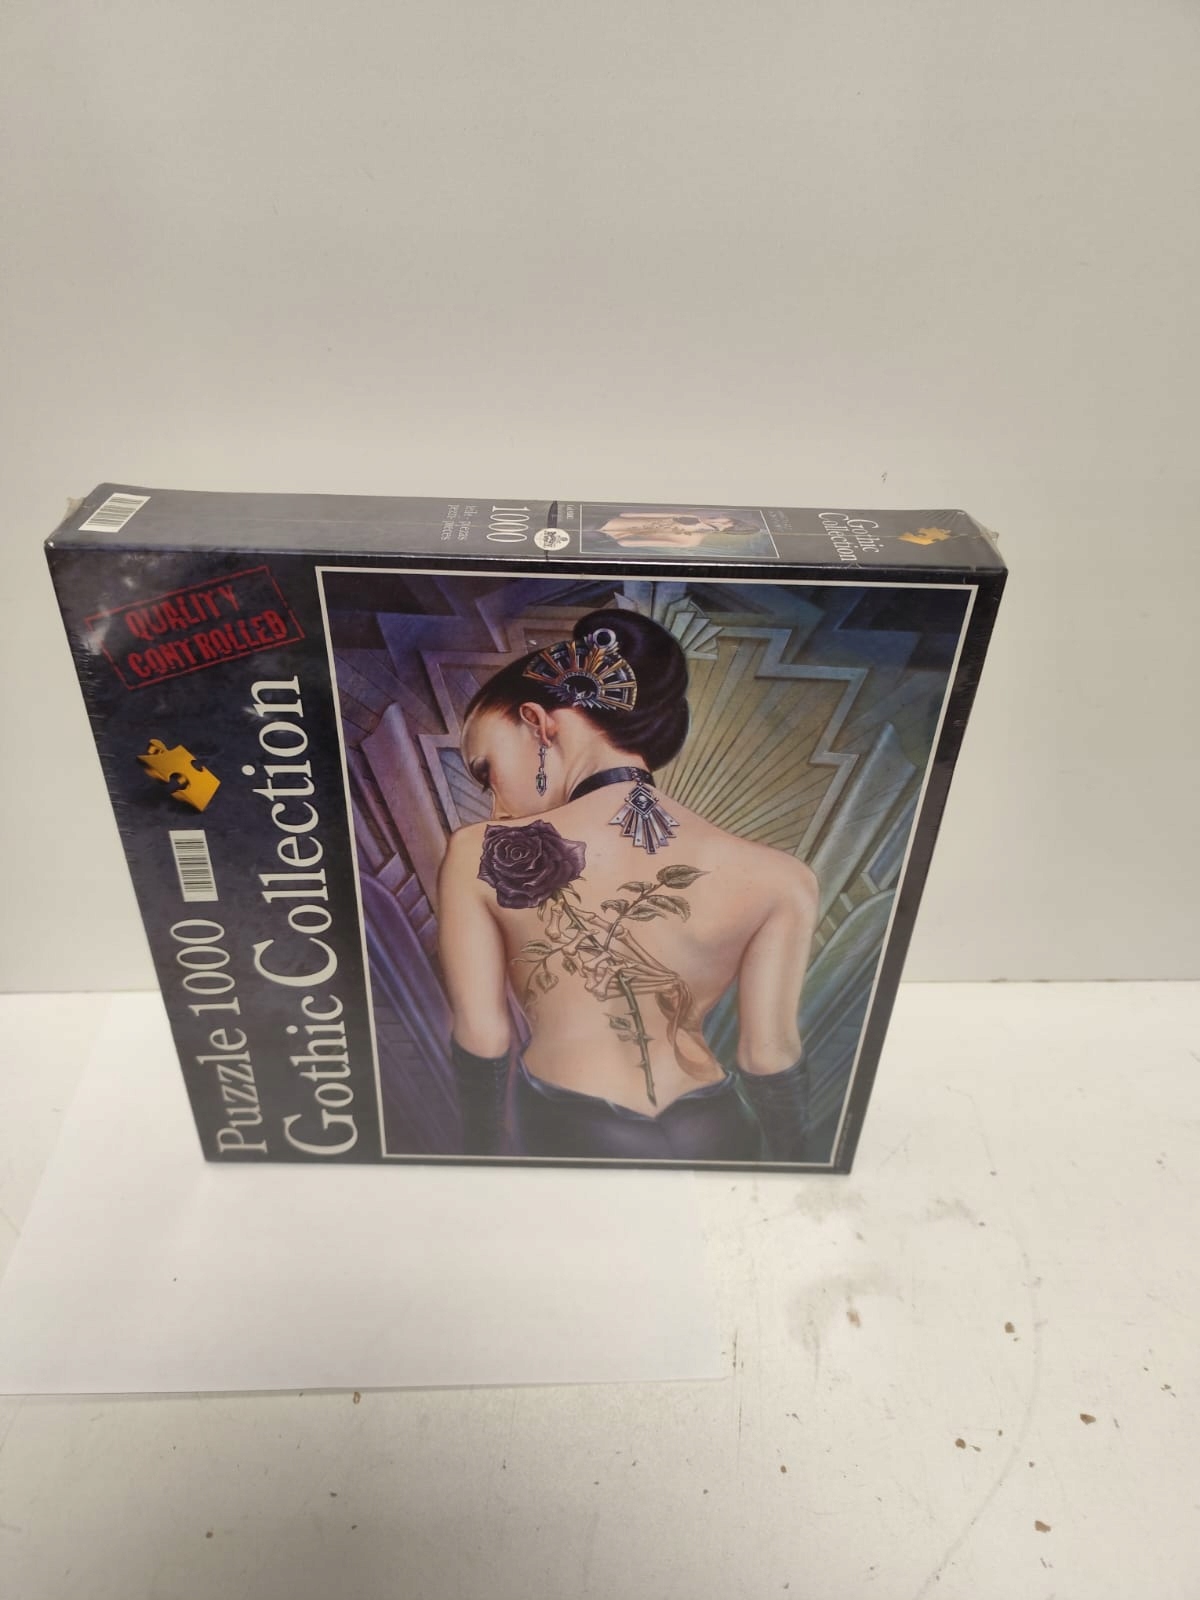 QUALITY
CONTROLLED
Puzzle 1000
Gothic Collection
1000
Gothic
Collection